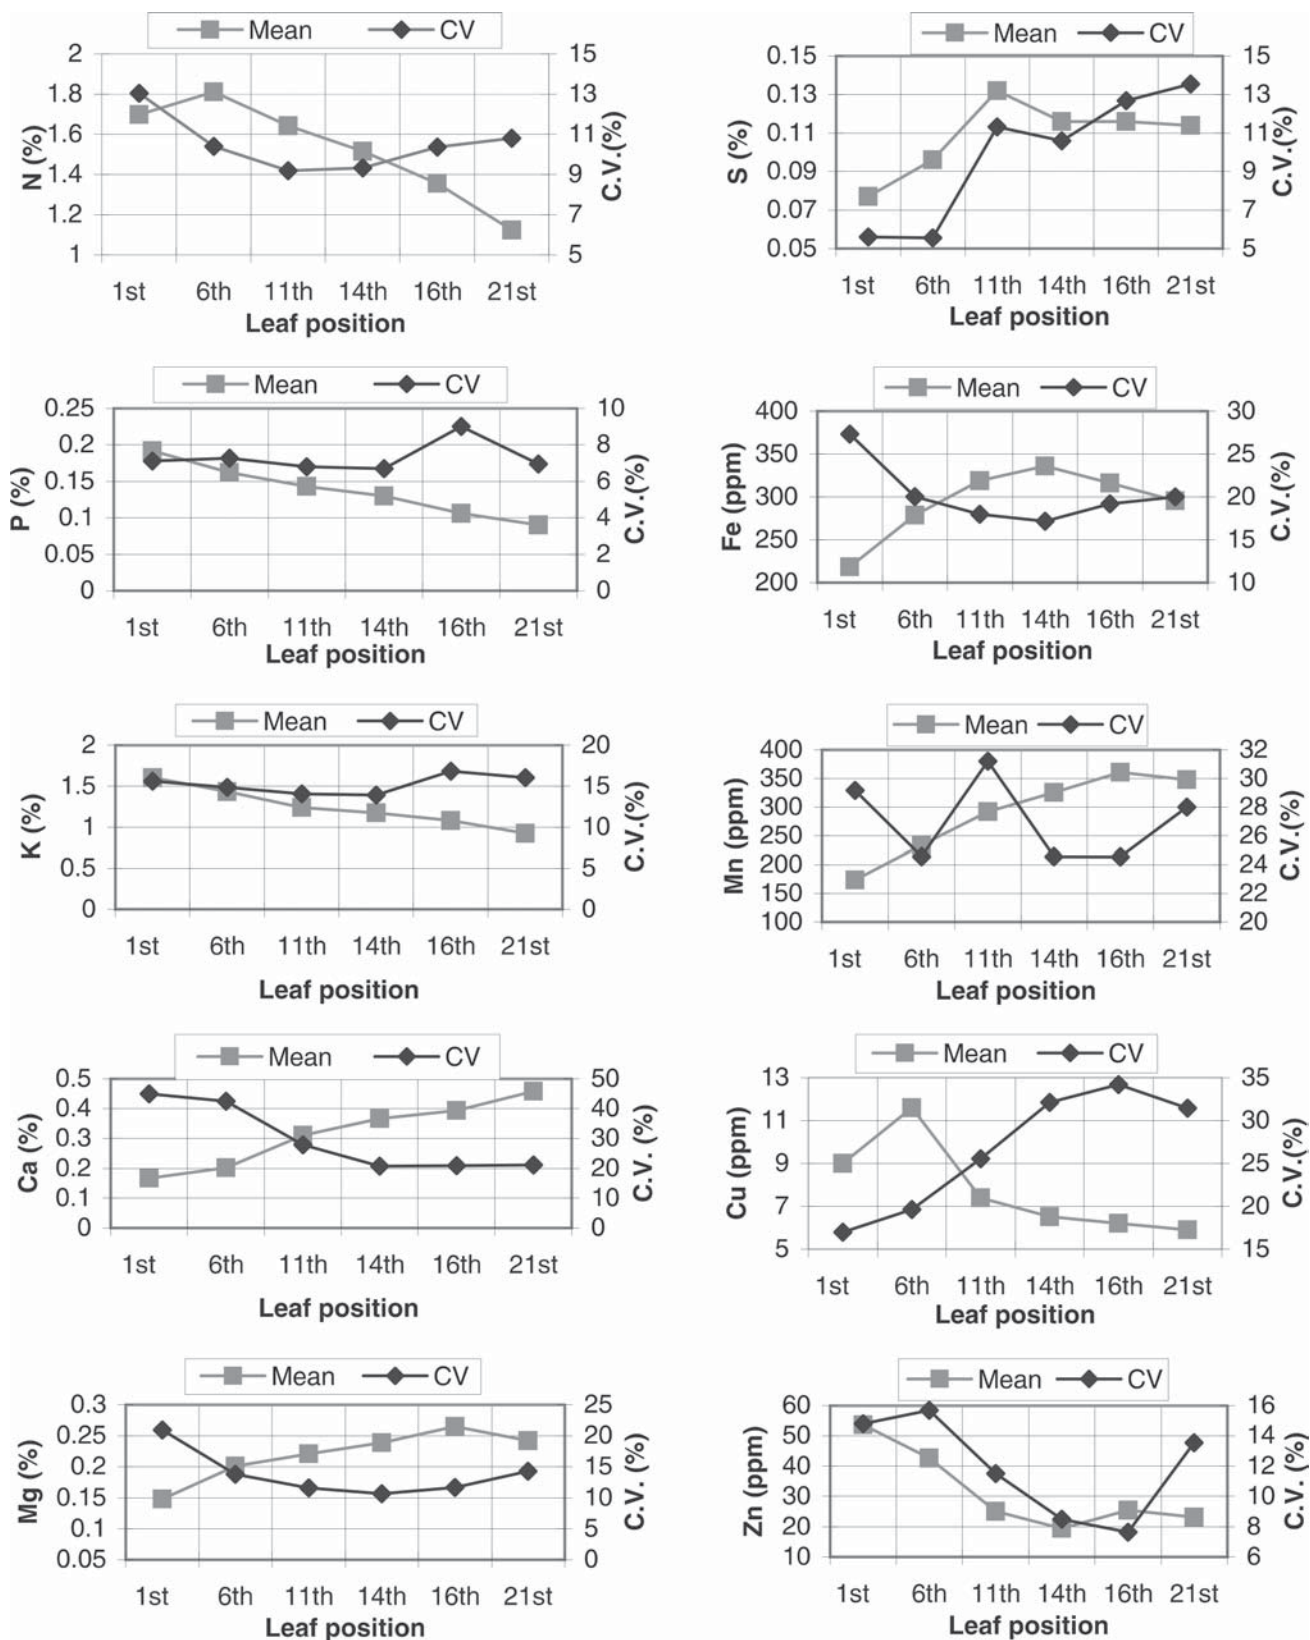 Mean CV
2 15
1.8 13
1.6 11
1.4 9
1.2 7
1 5
N (%)
C.V.(%)
1st 6th 11th 14th 16th 21st
Leaf position
Mean CV
0.15 15
0.13 13
0.11 11
0.09 9
0.07 7
0.05 5
S (%)
C.V.(%)
1st 6th 11th 14th 16th 21st
Leaf position
Mean CV
0.25 10
0.2 8
0.15 6
0.1 4
0.05 2
0 0
P (%)
C.V.(%)
1st 6th 11th 14th 16th 21st
Leaf position
Mean CV
400 30
350 25
300 20
250 15
200 10
Fe (ppm)
C.V.(%)
1st 6th 11th 14th 16th 21st
Leaf position
Mean CV
2 20
1.5 15
1 10
0.5 5
0 0
K (%)
C.V.(%)
1st 6th 11th 14th 16th 21st
Leaf position
Mean CV
400 32
350 30
300 28
250 26
200 24
150 22
100 20
Mn (ppm)
C.V.(%)
1st 6th 11th 14th 16th 21st
Leaf position
Mean CV
0.5 50
0.4 40
0.3 30
0.2 20
0.1 10
0 0
Ca (%)
C.V. (%)
1st 6th 11th 14th 16th 21st
Leaf position
Mean CV
13 35
11 30
9 25
7 20
5 15
Cu (ppm)
C.V.(%)
1st 6th 11th 14th 16th 21st
Leaf position
Mean CV
0.3 25
0.25 20
0.2 15
0.15 10
0.1 5
0.05 0
Mg (%)
C.V. (%)
1st 6th 11th 14th 16th 21st
Leaf position
Mean CV
60 16
50 14
40 12
30 10
20 8
10 6
Zn (ppm)
C.V. (%)
1st 6th 11th 14th 16th 21st
Leaf position